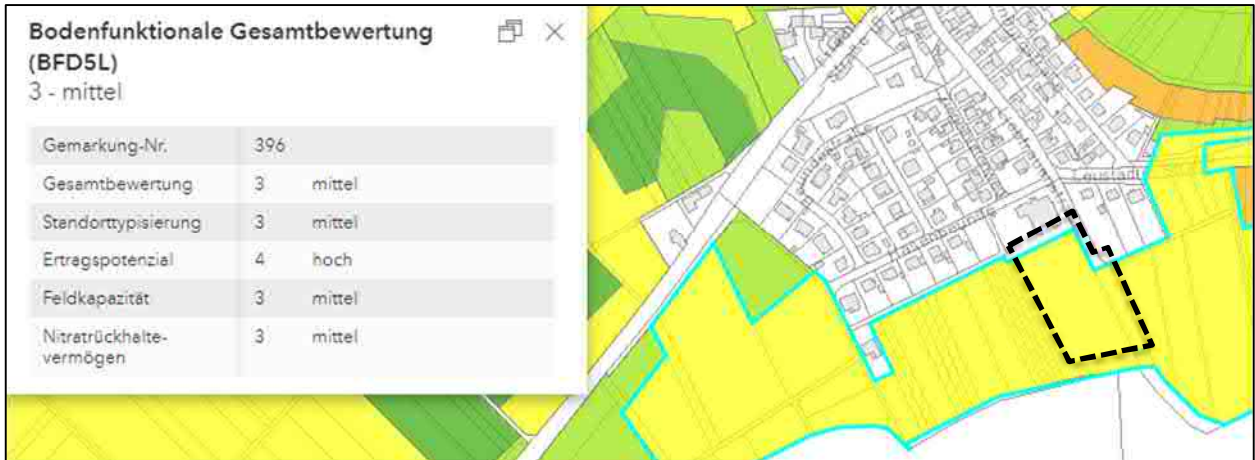 Bodenfunktionale Gesamtbewertung
(BFD5L)
3 - mittel
Gemarkung-Nr. 396
Gesamtbewertung 3 mittel
Standorttypisierung 3 mittel
Ertragspotenzial 4 hoch
Feldkapazität 3 mittel
Nitratrückhalte-
vermögen 3 mittel